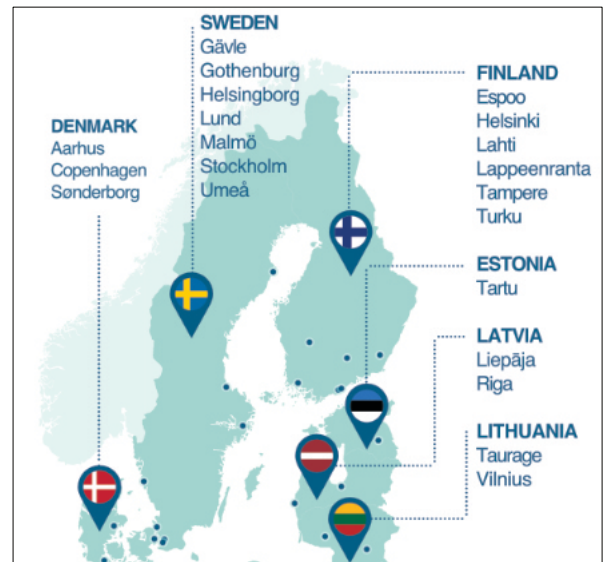 SWEDEN
Gävle
Gothenburg
Helsingborg
Lund
Malmö
Stockholm
Umeå
DENMARK
Aarhus
Copenhagen
Sønderborg
FINLAND
Espoo
Helsinki
Lahti
Lappeenranta
Tampere
Turku
ESTONIA
Tartu
LATVIA
Liepāja
Riga
LITHUANIA
Taurage
Vilnius